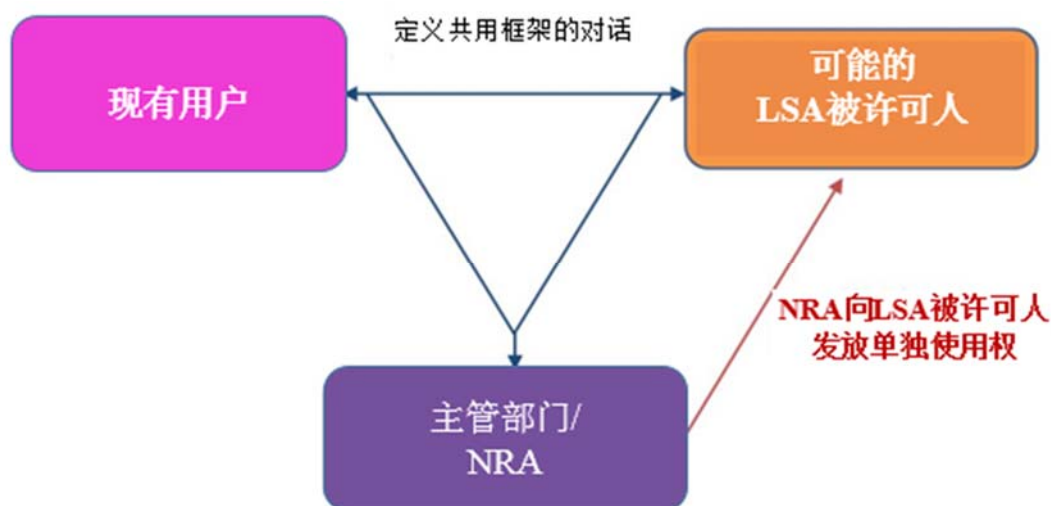 定义共用框架的对话
现有用户
可能的
LSA被许可人
NRA向LSA被许可人
发放单独使用权
主管部门/
NRA